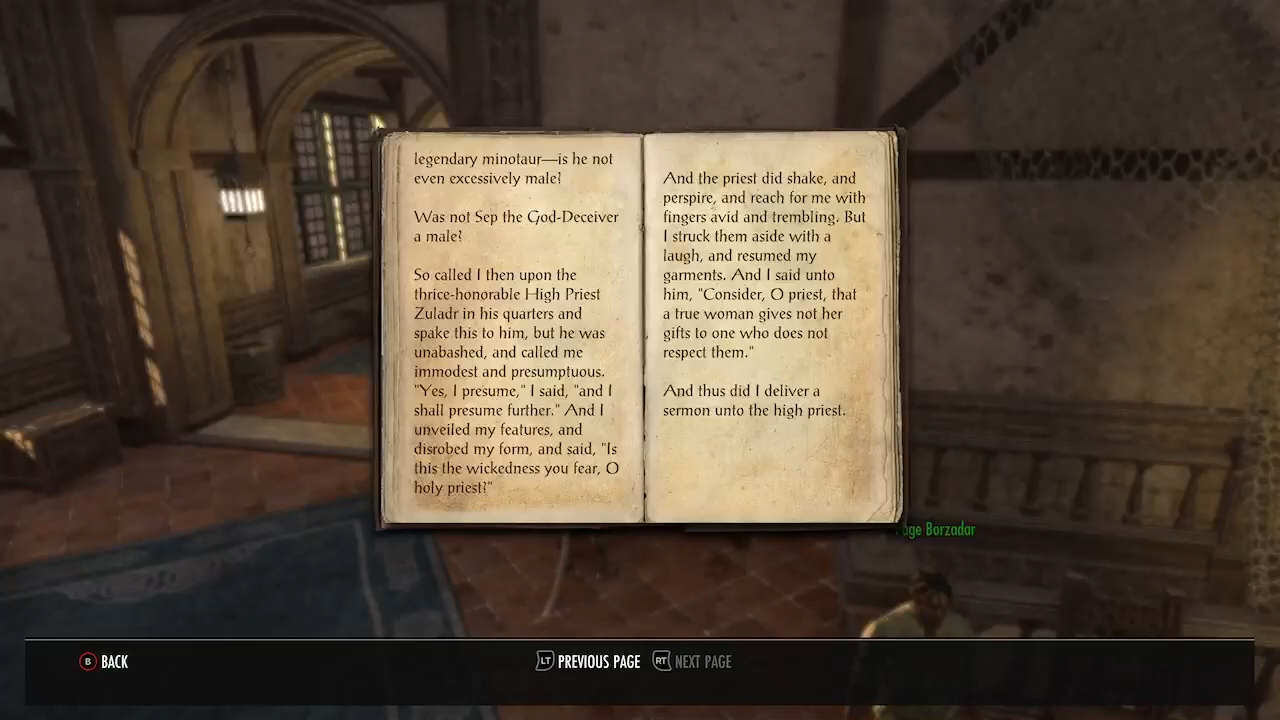 legendary minotaur—is he not
even excessively male?
Was not Sep the God-Deceiver
a male?
So called I then upon the
thrice-honorable High Priest
Zuladr in his quarters and
spake this to him, but he was
unabashed, and called me
immodest and presumptuous.
"Yes, I presume," I said, "and I
shall presume further." And I
unveiled my features, and
disrobed my form, and said, "Is
this the wickedness you fear, O
holy priest?"
And the priest did shake, and
perspire, and reach for me with
fingers avid and trembling. But
I struck them aside with a
laugh, and resumed my
garments. And I said unto
him, "Consider, O priest, that
a true woman gives not her
gifts to one who does not
respect them."
And thus did I deliver a
sermon unto the high priest.
Borzadar
B BACK
LT PREVIOUS PAGE RT NEXT PAGE